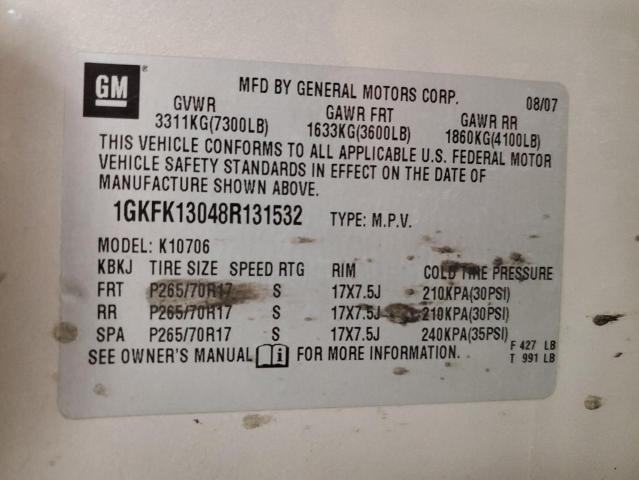 GM
MFD BY GENERAL MOTORS CORP. 08/07
GVWR GAWR FRT GAWR RR
3311KG(7300LB) 1633KG(3600LB) 1860KG(4100LB)
THIS VEHICLE CONFORMS TO ALL APPLICABLE U.S. FEDERAL MOTOR
VEHICLE SAFETY STANDARDS IN EFFECT ON THE DATE OF
MANUFACTURE SHOWN ABOVE.
1GKFK13048R131532 TYPE: M.P.V.
MODEL: K10706
KBKJ TIRE SIZE SPEED RTG RIM COLD TIRE PRESSURE
FRT P265/70R17 S 17X7.5J 210KPA(30PSI)
RR P265/70R17 S 17X7.5J 210KPA(30PSI)
SPA P265/70R17 S 17X7.5J 240KPA(35PSI)
F 427 LB
SEE OWNER'S MANUAL i FOR MORE INFORMATION. T 991 LB